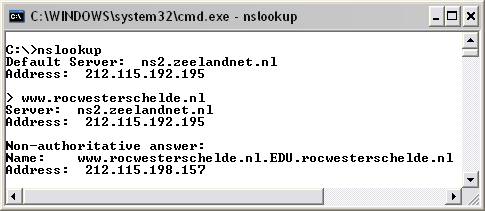 C:\WINDOWS\system32\cmd.exe - nslookup
C:\>nslookup
Default Server:  ns2.zeelandnet.nl
Address:  212.115.192.195
> www.rocwesterschelde.nl
Server:  ns2.zeelandnet.nl
Address:  212.115.192.195
Non-authoritative answer:
Name:    www.rocwesterschelde.nl.EDU.rocwesterschelde.nl
Address:  212.115.198.157